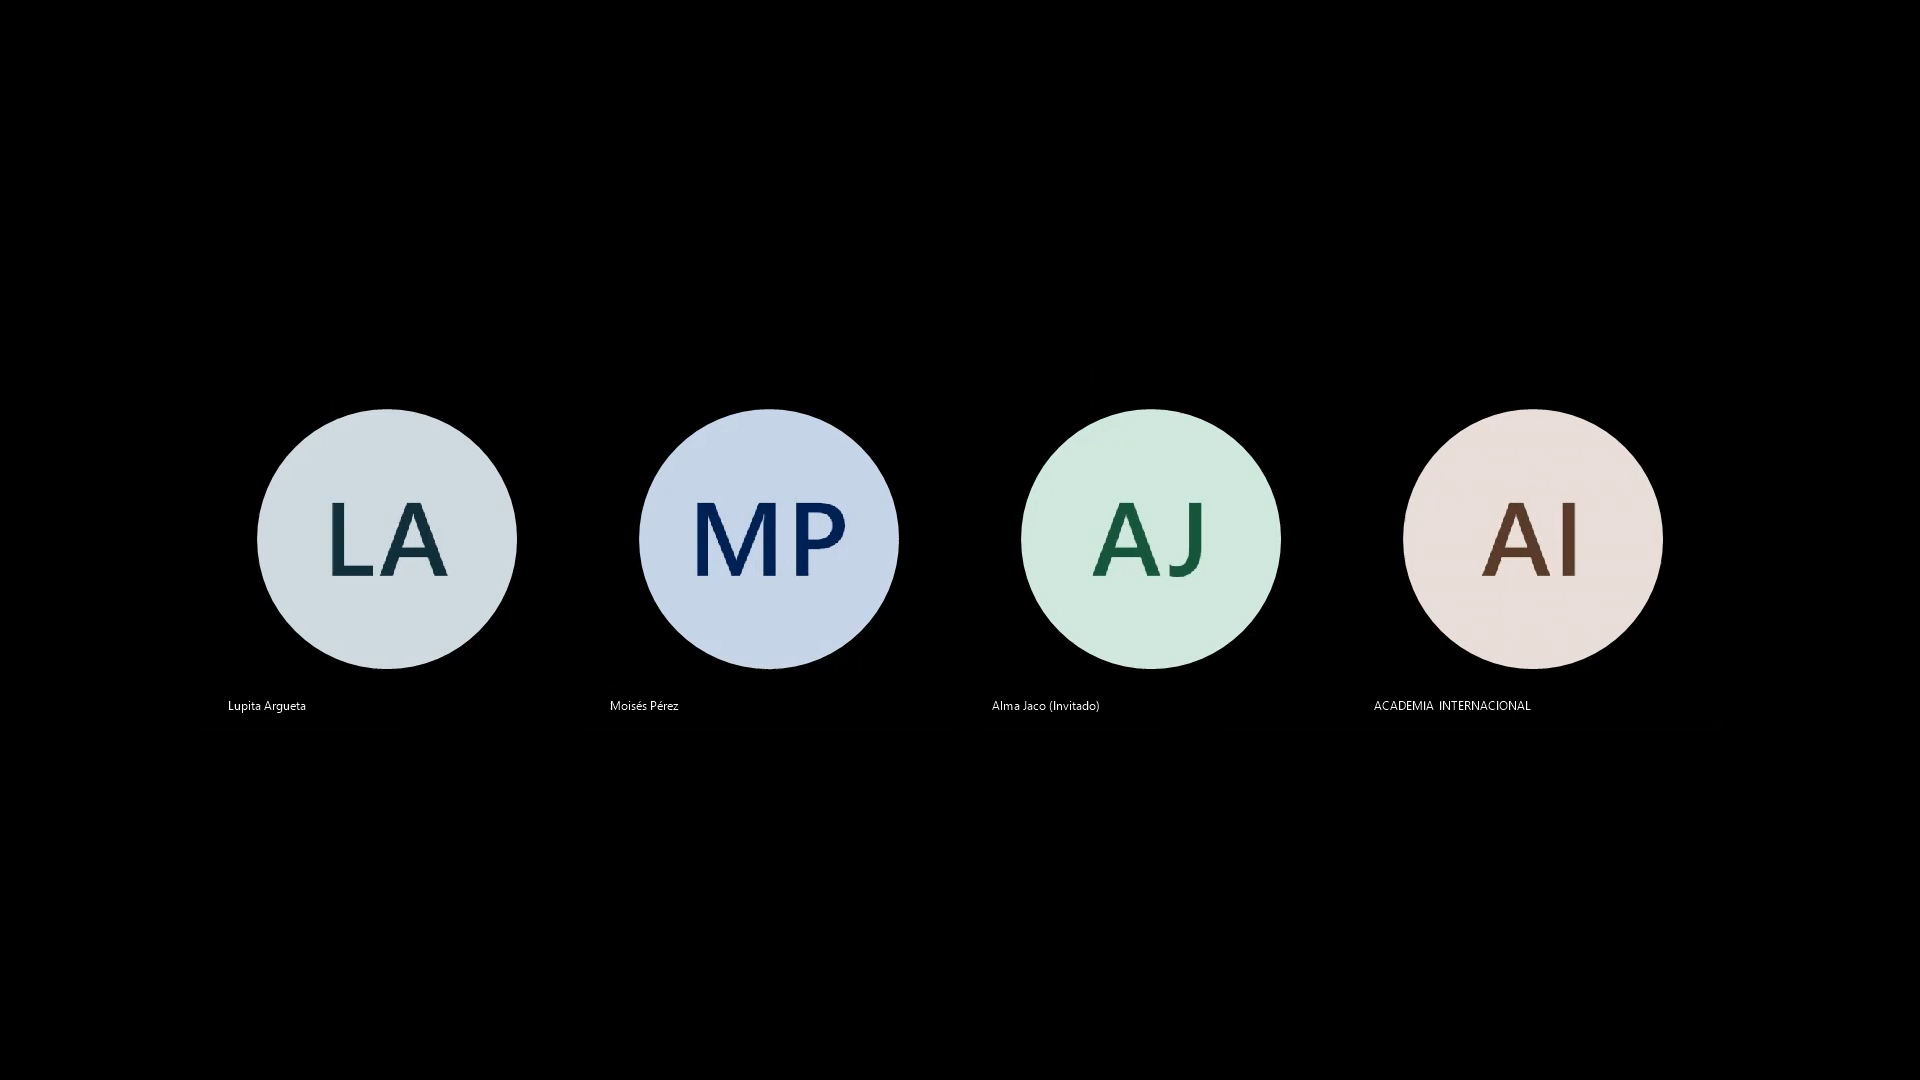 LA
MP
AJ
AI
Lupita Argueta
Moisés Pérez
Alma Jaco (Invitado)
ACADEMIA INTERNACIONAL